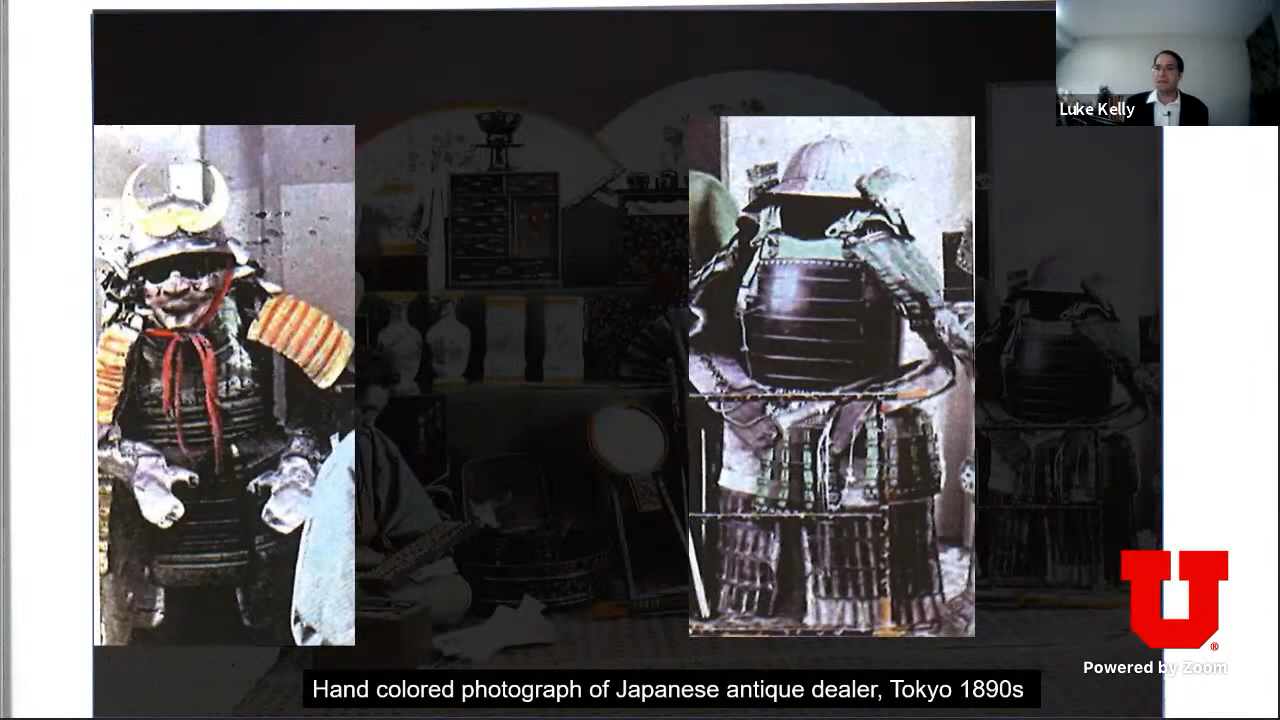 Luke Kelly
U
®
Powered by Zoom
Hand colored photograph of Japanese antique dealer, Tokyo 1890s